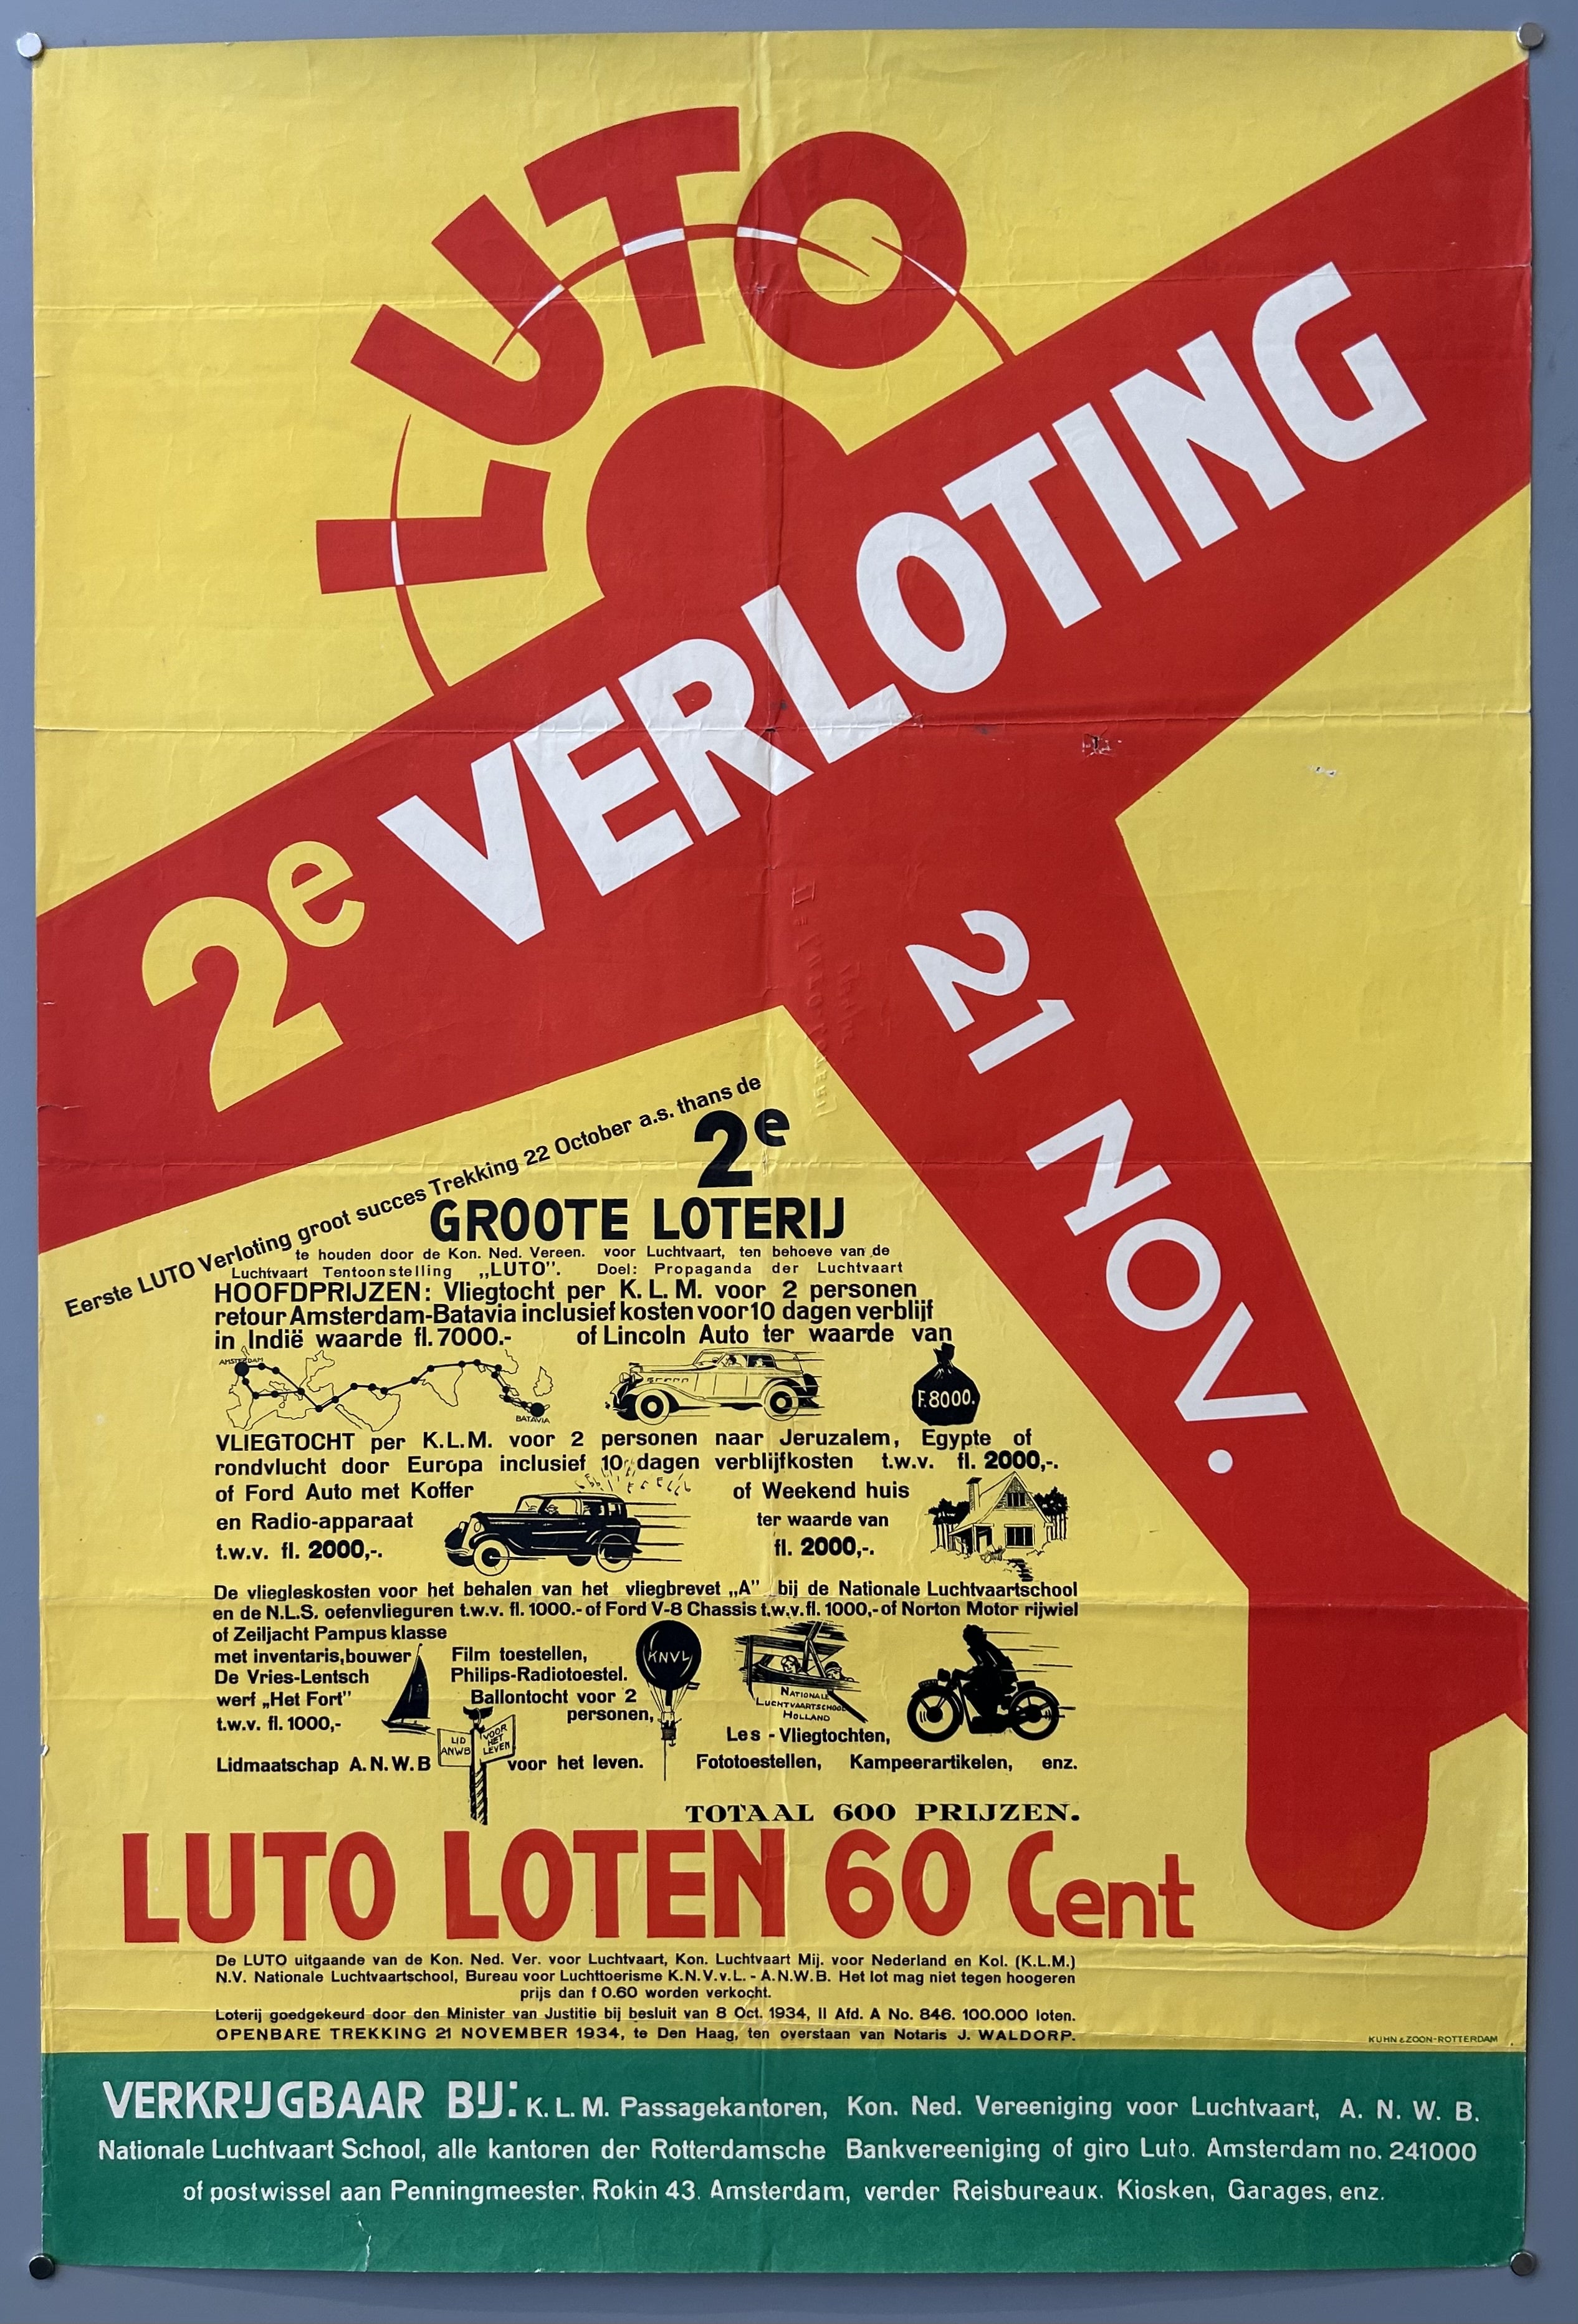 LUTO
2e VERLOTING
21 NOV.
Eerste LUTO Verloting groot succes Trekking 22 October a.s. thans de
2e
GROOTE LOTERIJ
te houden door de Kon. Ned. Vereen. voor Luchtvaart, ten behoeve van de
Luchtvaart Tentoonstelling „LUTO”. Doel: Propaganda der Luchtvaart
HOOFDPRIJZEN: Vliegtocht per K.L.M. voor 2 personen
retour Amsterdam-Batavia inclusief kosten voor 10 dagen verblijf
in Indië waarde fl. 7000.- of Lincoln Auto ter waarde van
AMSTERDAM
BATAVIA
F.8000.
VLIEGTOCHT per K.L.M. voor 2 personen naar Jeruzalem, Egypte of
rondvlucht door Europa inclusief 10 dagen verblijfkosten t.w.v. fl. 2000,-.
of Ford Auto met Koffer
en Radio-apparaat
t.w.v. fl. 2000,-.
of Weekend huis
ter waarde van
fl. 2000,-.
De vliegleskosten voor het behalen van het vliegbrevet „A” bij de Nationale Luchtvaartschool
en de N.L.S. oefenvlieguren t.w.v. fl. 1000.- of Ford V-8 Chassis t.w.v. fl. 1000,- of Norton Motor rijwiel
of Zeiljacht Pampus klasse
met inventaris, bouwer
De Vries-Lentsch
werf „Het Fort”
t.w.v. fl. 1000,-
Film toestellen,
Philips-Radiotoestel.
Ballontocht voor 2
personen,
KNVL
NATIONALE
LUCHTVAARTSCHOOL
HOLLAND
Les - Vliegtochten,
Lidmaatschap A.N.W.B
LID
ANWB
VOOR
HET
LEVEN
voor het leven.
Fototoestellen, Kampeerartikelen, enz.
TOTAAL 600 PRIJZEN.
LUTO LOTEN 60 Cent
De LUTO uitgaande van de Kon. Ned. Ver. voor Luchtvaart, Kon. Luchtvaart Mij. voor Nederland en Kol. (K.L.M.)
N.V. Nationale Luchtvaartschool, Bureau voor Luchttoerisme K.N.V.v.L. - A.N.W.B. Het lot mag niet tegen hoogeren
prijs dan f 0.60 worden verkocht.
Loterij goedgekeurd door den Minister van Justitie bij besluit van 8 Oct. 1934, II Afd. A No. 846. 100.000 loten.
OPENBARE TREKKING 21 NOVEMBER 1934, te Den Haag, ten overstaan van Notaris J. WALDORP.
KUHN & ZOON-ROTTERDAM
VERKRIJGBAAR BIJ: K.L.M. Passagekantoren, Kon. Ned. Vereeniging voor Luchtvaart, A. N. W. B.
Nationale Luchtvaart School, alle kantoren der Rotterdamsche Bankvereeniging of giro Luto. Amsterdam no. 241000
of postwissel aan Penningmeester. Rokin 43. Amsterdam, verder Reisbureaux. Kiosken, Garages, enz.